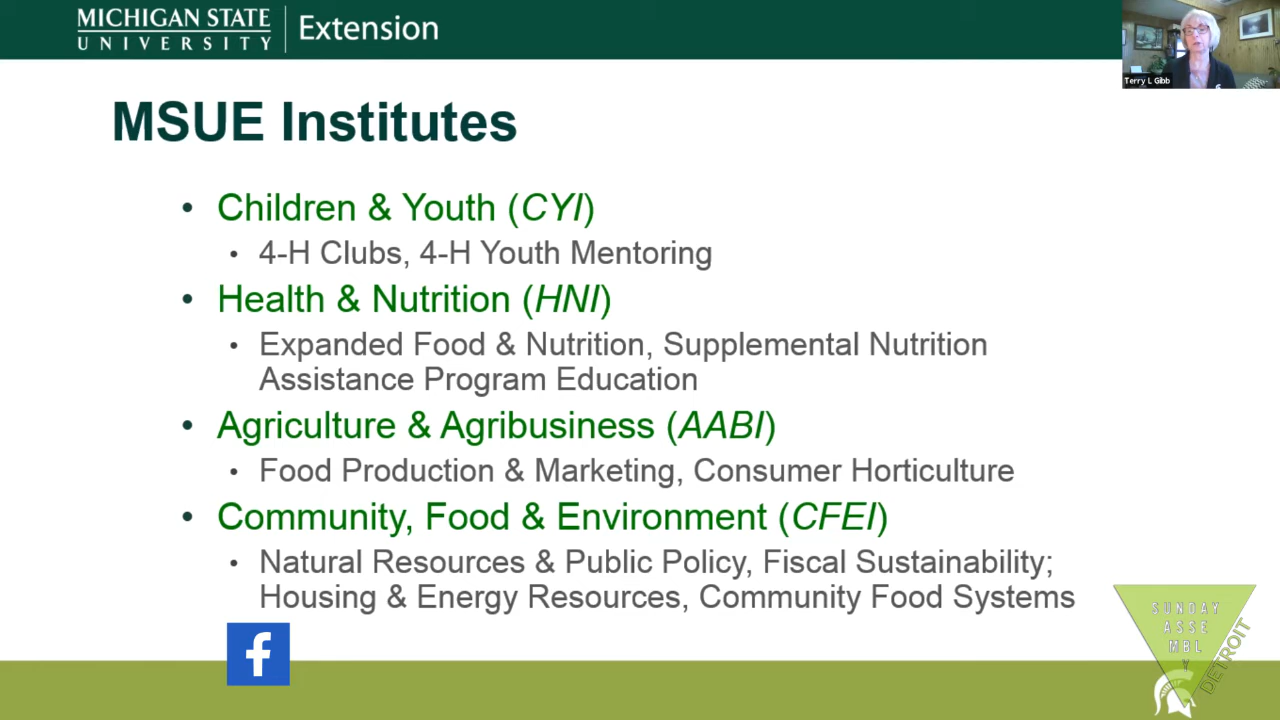 MICHIGAN STATE
UNIVERSITY
Extension
Terry L Gibb
MSUE Institutes
• Children & Youth (CYI)
• 4-H Clubs, 4-H Youth Mentoring
• Health & Nutrition (HNI)
• Expanded Food & Nutrition, Supplemental Nutrition
Assistance Program Education
• Agriculture & Agribusiness (AABI)
• Food Production & Marketing, Consumer Horticulture
• Community, Food & Environment (CFEI)
• Natural Resources & Public Policy, Fiscal Sustainability;
Housing & Energy Resources, Community Food Systems
f
SUNDAY
ASSE
MBL
Y
DETROIT